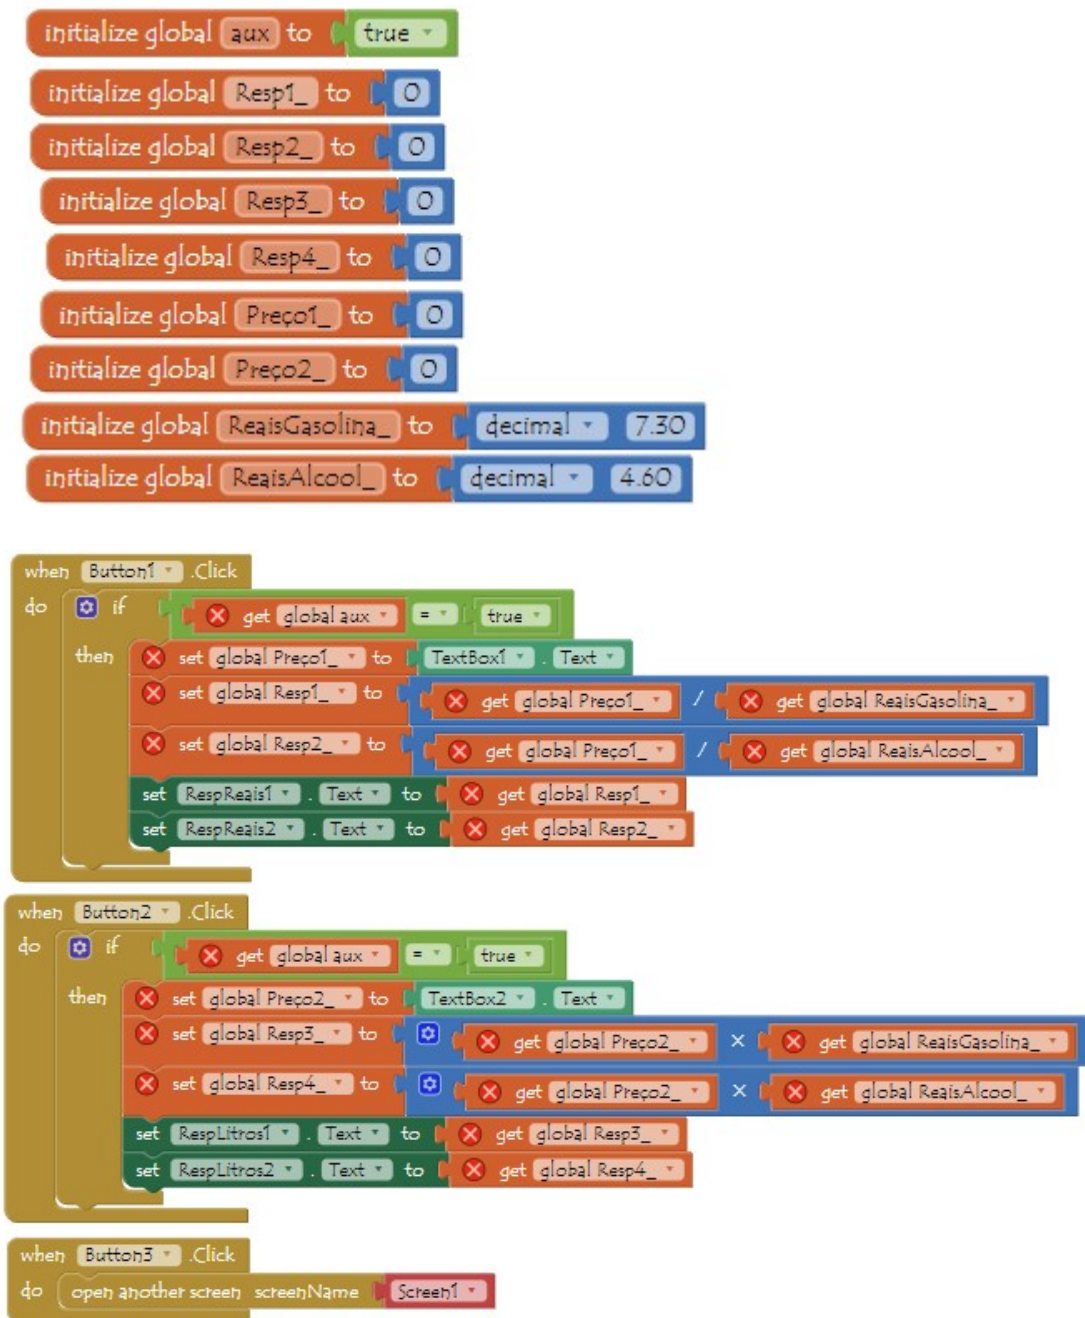 initialize global aux to true
initialize global Resp1_ to 0
initialize global Resp2_ to 0
initialize global Resp3_ to 0
initialize global Resp4_ to 0
initialize global Preço1_ to 0
initialize global Preço2_ to 0
initialize global ReaisGasolina_ to decimal 7.30
initialize global ReaisAlcool_ to decimal 4.60
when Button1 .Click
do if get global aux = true
then set global Preço1_ to TextBox1 . Text
set global Resp1_ to get global Preço1_ / get global ReaisGasolina_
set global Resp2_ to get global Preço1_ / get global ReaisAlcool_
set RespReais1 . Text to get global Resp1_
set RespReais2 . Text to get global Resp2_
when Button2 .Click
do if get global aux = true
then set global Preço2_ to TextBox2 . Text
set global Resp3_ to get global Preço2_ × get global ReaisGasolina_
set global Resp4_ to get global Preço2_ × get global ReaisAlcool_
set RespLitros1 . Text to get global Resp3_
set RespLitros2 . Text to get global Resp4_
when Button3 .Click
do open another screen screenName Screen1